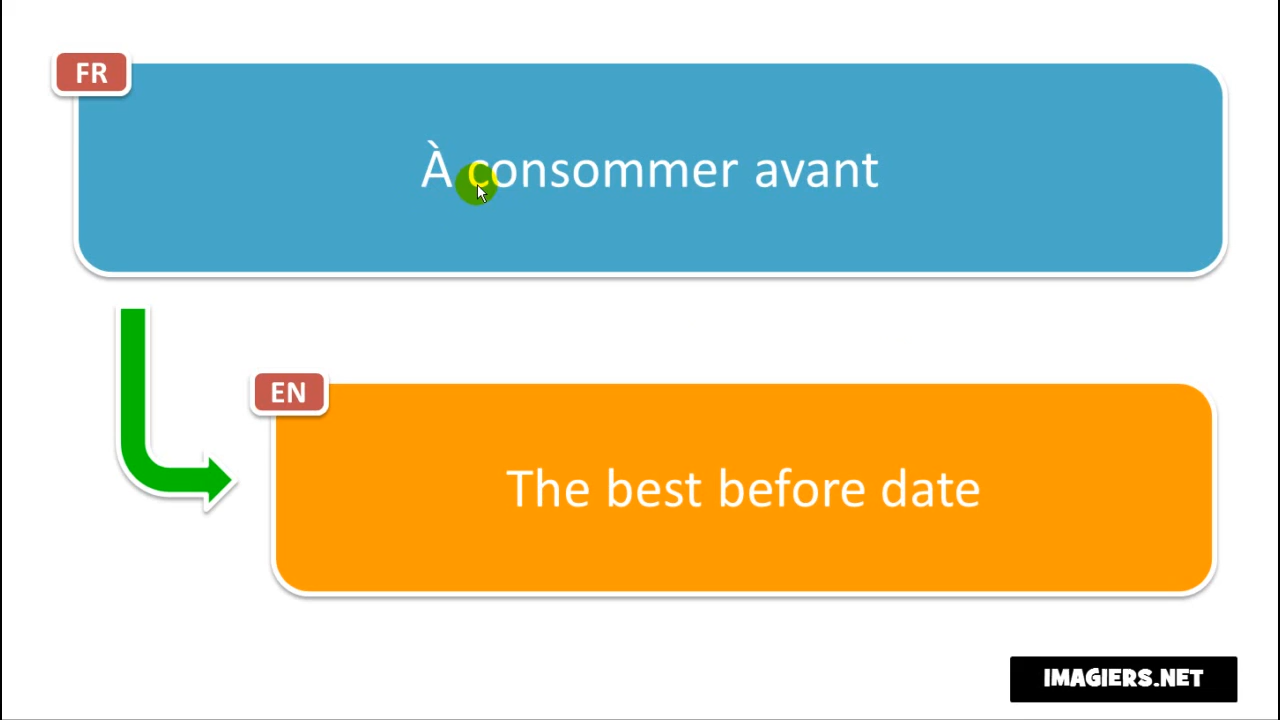 FR
À consommer avant
EN
The best before date
IMAGIERS.NET